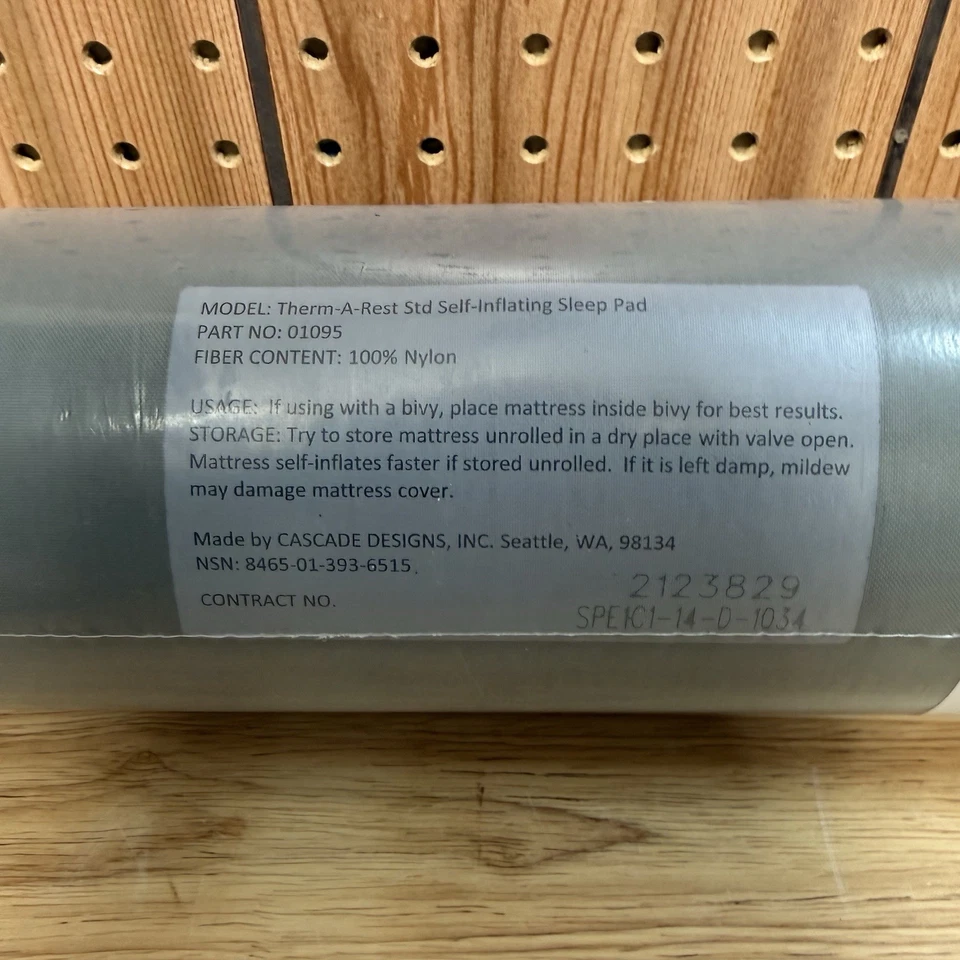 MODEL: Therm-A-Rest Std Self-Inflating Sleep Pad
PART NO: 01095
FIBER CONTENT: 100% Nylon
USAGE: If using with a bivy, place mattress inside bivy for best results.
STORAGE: Try to store mattress unrolled in a dry place with valve open.
Mattress self-inflates faster if stored unrolled. If it is left damp, mildew
may damage mattress cover.
Made by CASCADE DESIGNS, INC. Seattle, WA, 98134
NSN: 8465-01-393-6515
2123829
CONTRACT NO. SPE1C1-14-D-1034